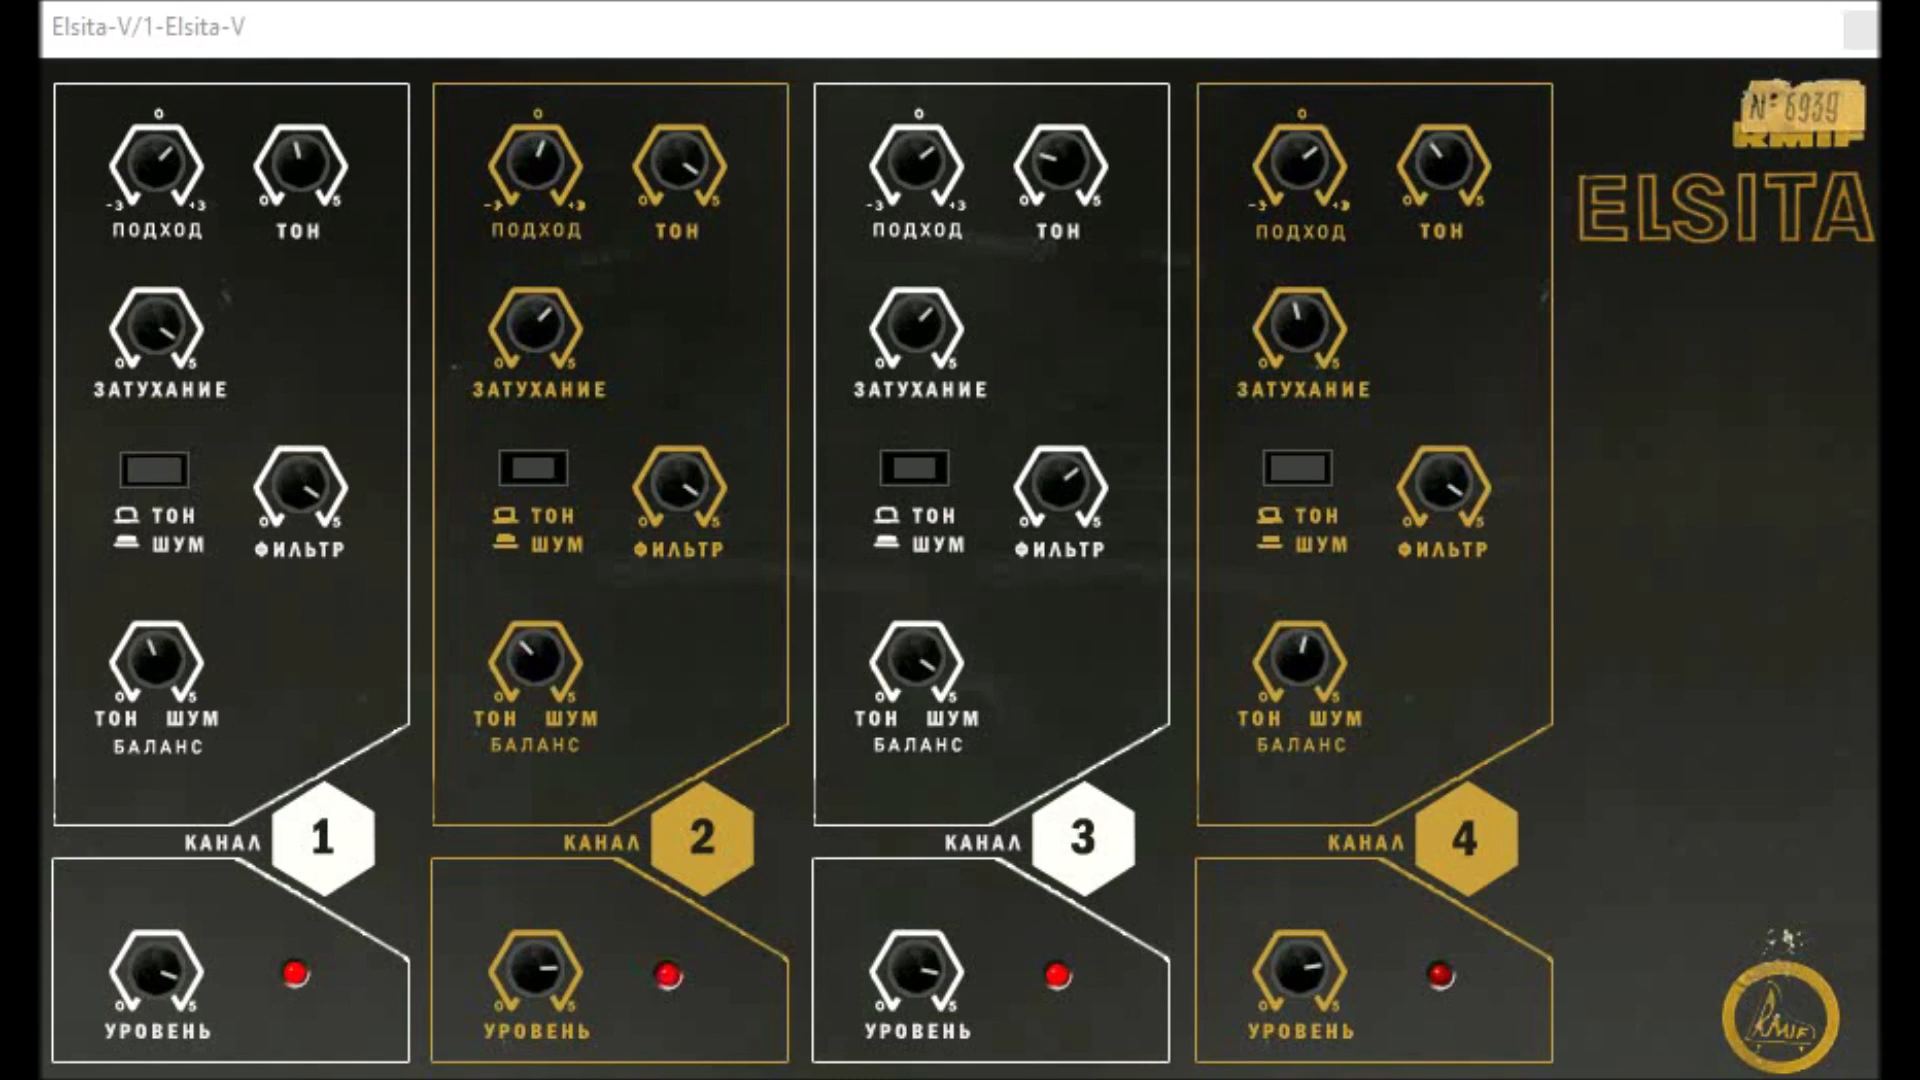 Elsita-V/1-Elsita-V
0
-3 +3
ПОДХОД
0 5
ТОН
0 5
ЗАТУХАНИЕ
ТОН
ШУМ
0 5
ФИЛЬТР
0 5
ТОН ШУМ
БАЛАНС
КАНАЛ 1
0 5
УРОВЕНЬ
0
-3 +3
ПОДХОД
0 5
ТОН
0 5
ЗАТУХАНИЕ
ТОН
ШУМ
0 5
ФИЛЬТР
0 5
ТОН ШУМ
БАЛАНС
КАНАЛ 2
0 5
УРОВЕНЬ
0
-3 +3
ПОДХОД
0 5
ТОН
0 5
ЗАТУХАНИЕ
ТОН
ШУМ
0 5
ФИЛЬТР
0 5
ТОН ШУМ
БАЛАНС
КАНАЛ 3
0 5
УРОВЕНЬ
0
-3 +3
ПОДХОД
0 5
ТОН
0 5
ЗАТУХАНИЕ
ТОН
ШУМ
0 5
ФИЛЬТР
0 5
ТОН ШУМ
БАЛАНС
КАНАЛ 4
0 5
УРОВЕНЬ
№ 6939
RMIF
ELSITA
RMIF